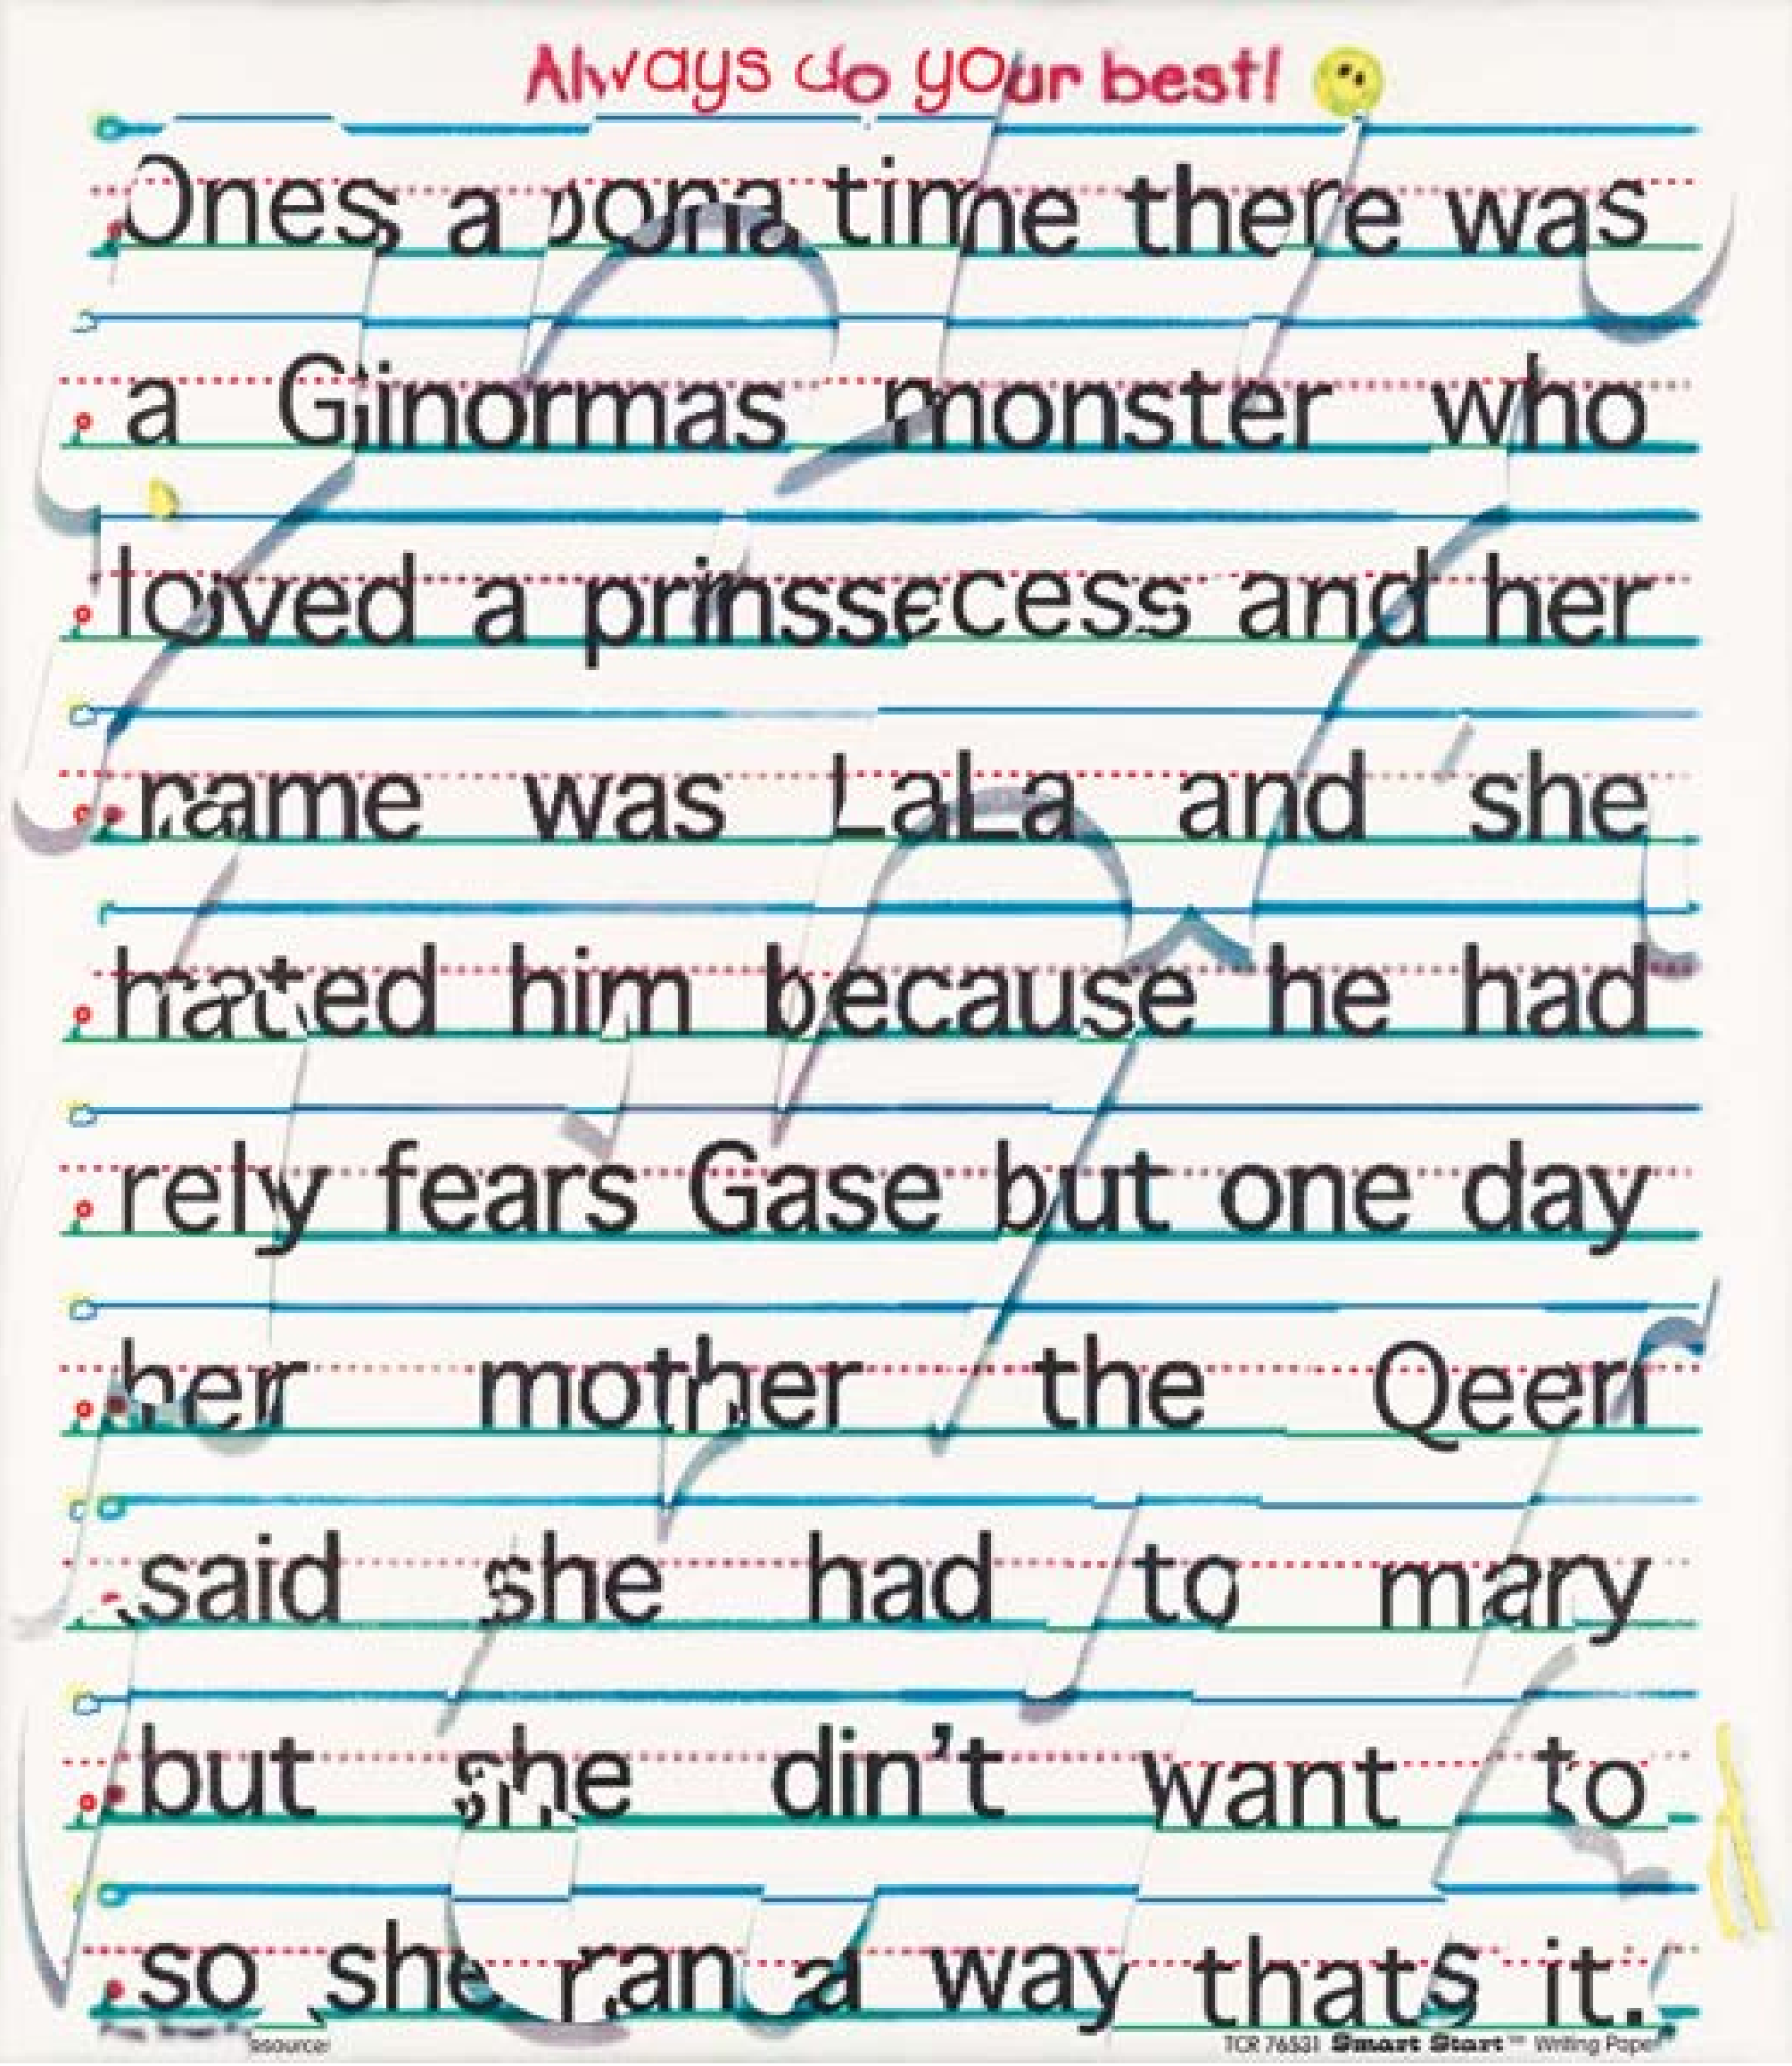 Always do your best!
Ones a pona time there was
a Ginormas monster who
loved a prinssecess and her
name was LaLa and she
hated him because he had
rely fears Gase but one day
her mother the Qeen
said she had to mary
but she din't want to
so she ran a way thats it.
TCR 76531 Smart Start™ Writing Paper